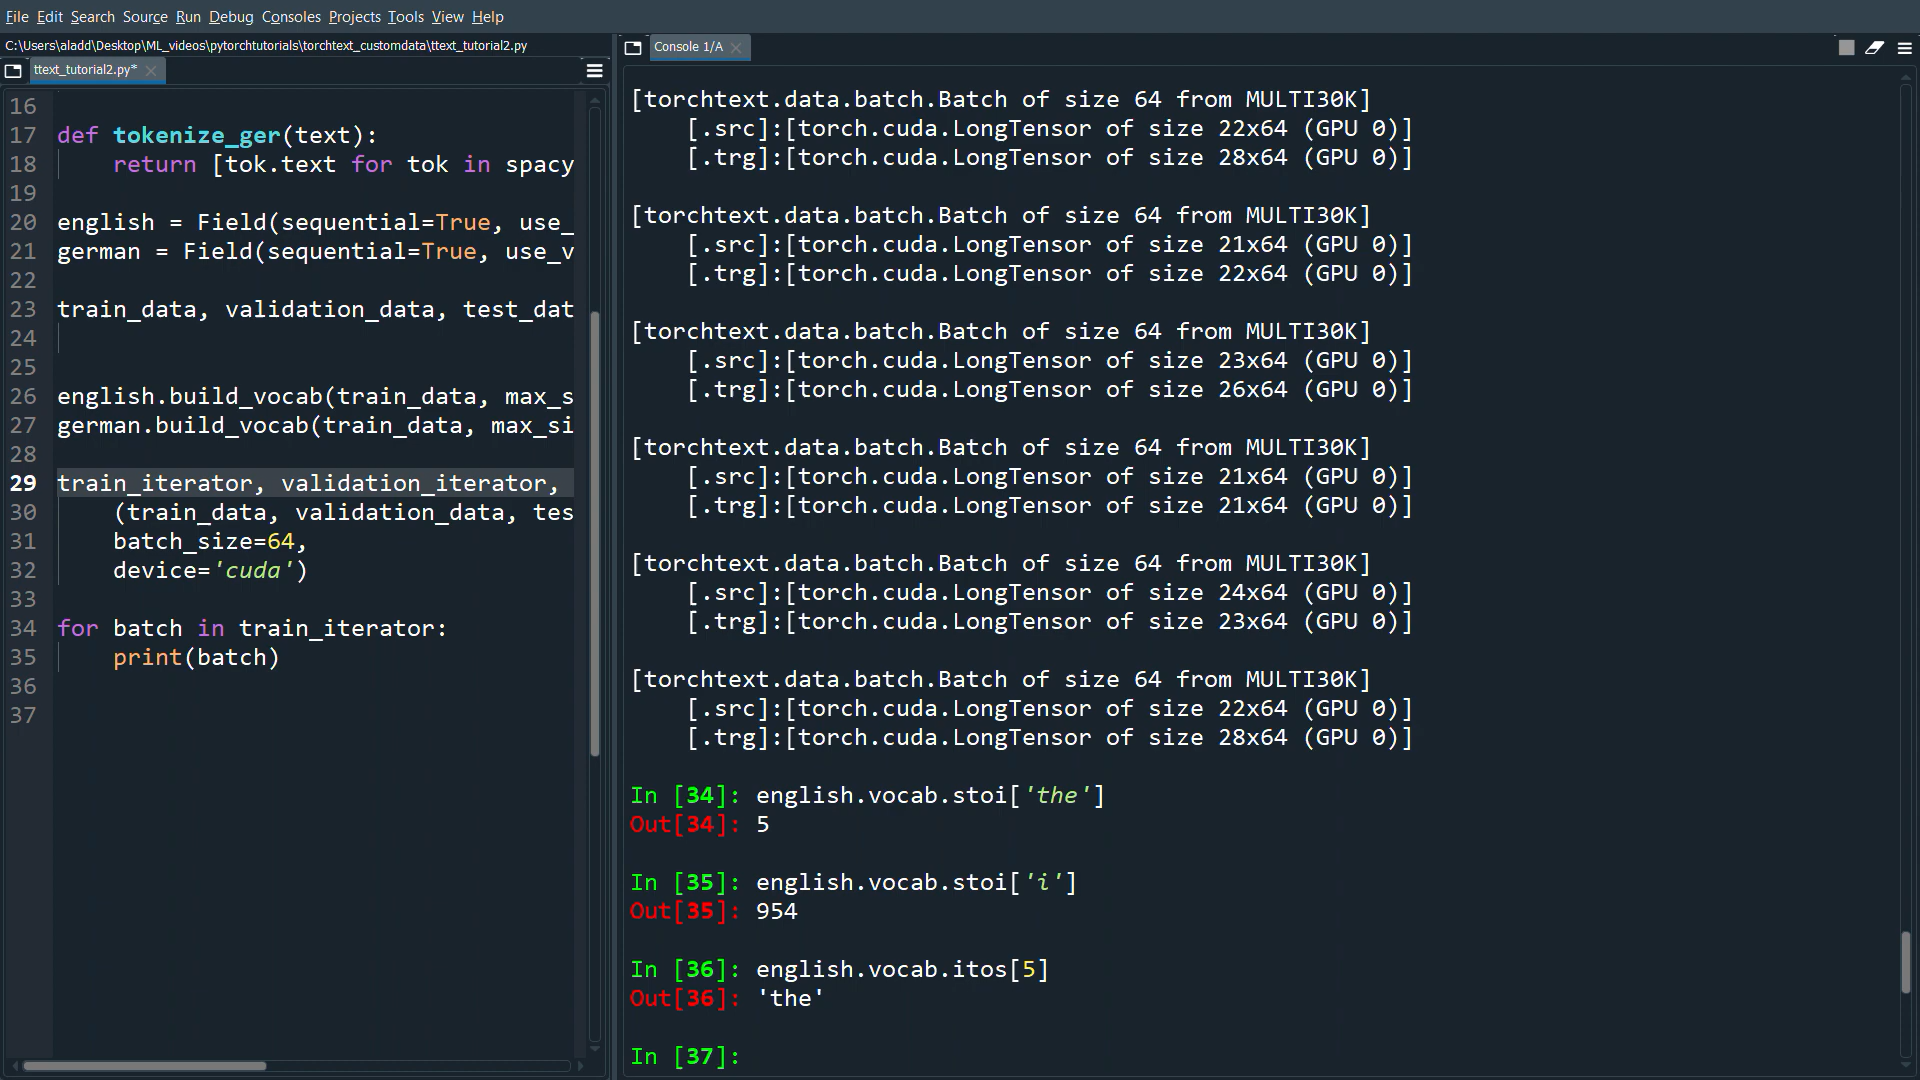 File Edit Search Source Run Debug Consoles Projects Tools View Help
C:\Users\aladd\Desktop\ML_videos\pytorchtutorials\torchtext_customdata\ttext_tutorial2.py
ttext_tutorial2.py*
16
17 def tokenize_ger(text):
18 return [tok.text for tok in spacy
19
20 english = Field(sequential=True, use_
21 german = Field(sequential=True, use_v
22
23 train_data, validation_data, test_dat
24
25
26 english.build_vocab(train_data, max_s
27 german.build_vocab(train_data, max_si
28
29 train_iterator, validation_iterator,
30 (train_data, validation_data, tes
31 batch_size=64,
32 device='cuda')
33
34 for batch in train_iterator:
35 print(batch)
36
37
Console 1/A
[torchtext.data.batch.Batch of size 64 from MULTI30K]
[.src]:[torch.cuda.LongTensor of size 22x64 (GPU 0)]
[.trg]:[torch.cuda.LongTensor of size 28x64 (GPU 0)]
[torchtext.data.batch.Batch of size 64 from MULTI30K]
[.src]:[torch.cuda.LongTensor of size 21x64 (GPU 0)]
[.trg]:[torch.cuda.LongTensor of size 22x64 (GPU 0)]
[torchtext.data.batch.Batch of size 64 from MULTI30K]
[.src]:[torch.cuda.LongTensor of size 23x64 (GPU 0)]
[.trg]:[torch.cuda.LongTensor of size 26x64 (GPU 0)]
[torchtext.data.batch.Batch of size 64 from MULTI30K]
[.src]:[torch.cuda.LongTensor of size 21x64 (GPU 0)]
[.trg]:[torch.cuda.LongTensor of size 21x64 (GPU 0)]
[torchtext.data.batch.Batch of size 64 from MULTI30K]
[.src]:[torch.cuda.LongTensor of size 24x64 (GPU 0)]
[.trg]:[torch.cuda.LongTensor of size 23x64 (GPU 0)]
[torchtext.data.batch.Batch of size 64 from MULTI30K]
[.src]:[torch.cuda.LongTensor of size 22x64 (GPU 0)]
[.trg]:[torch.cuda.LongTensor of size 28x64 (GPU 0)]
In [34]: english.vocab.stoi['the']
Out[34]: 5
In [35]: english.vocab.stoi['i']
Out[35]: 954
In [36]: english.vocab.itos[5]
Out[36]: 'the'
In [37]: